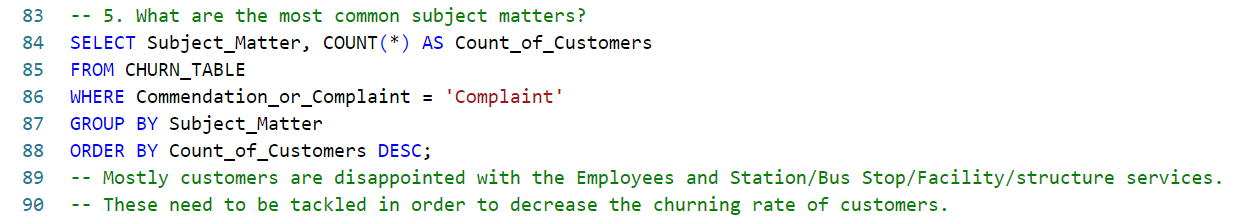 83 -- 5. What are the most common subject matters?
84 SELECT Subject_Matter, COUNT(*) AS Count_of_Customers
85 FROM CHURN_TABLE
86 WHERE Commendation_or_Complaint = 'Complaint'
87 GROUP BY Subject_Matter
88 ORDER BY Count_of_Customers DESC;
89 -- Mostly customers are disappointed with the Employees and Station/Bus Stop/Facility/structure services.
90 -- These need to be tackled in order to decrease the churning rate of customers.